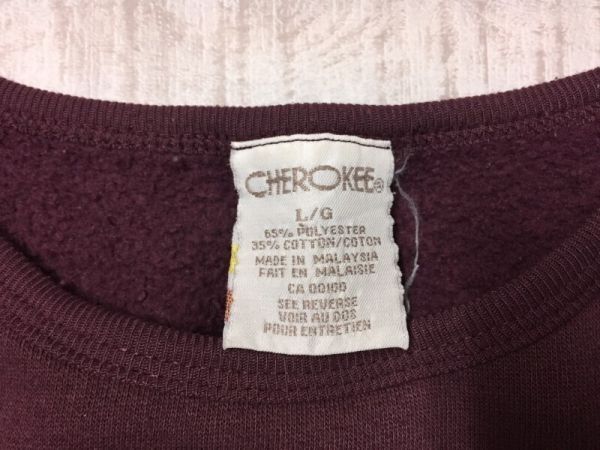 CHEROKEE®
L/G
65% POLYESTER
35% COTTON/COTON
MADE IN MALAYSIA
FAIT EN MALAISIE
CA 00100
SEE REVERSE
VOIR AU DOS
POUR ENTRETIEN